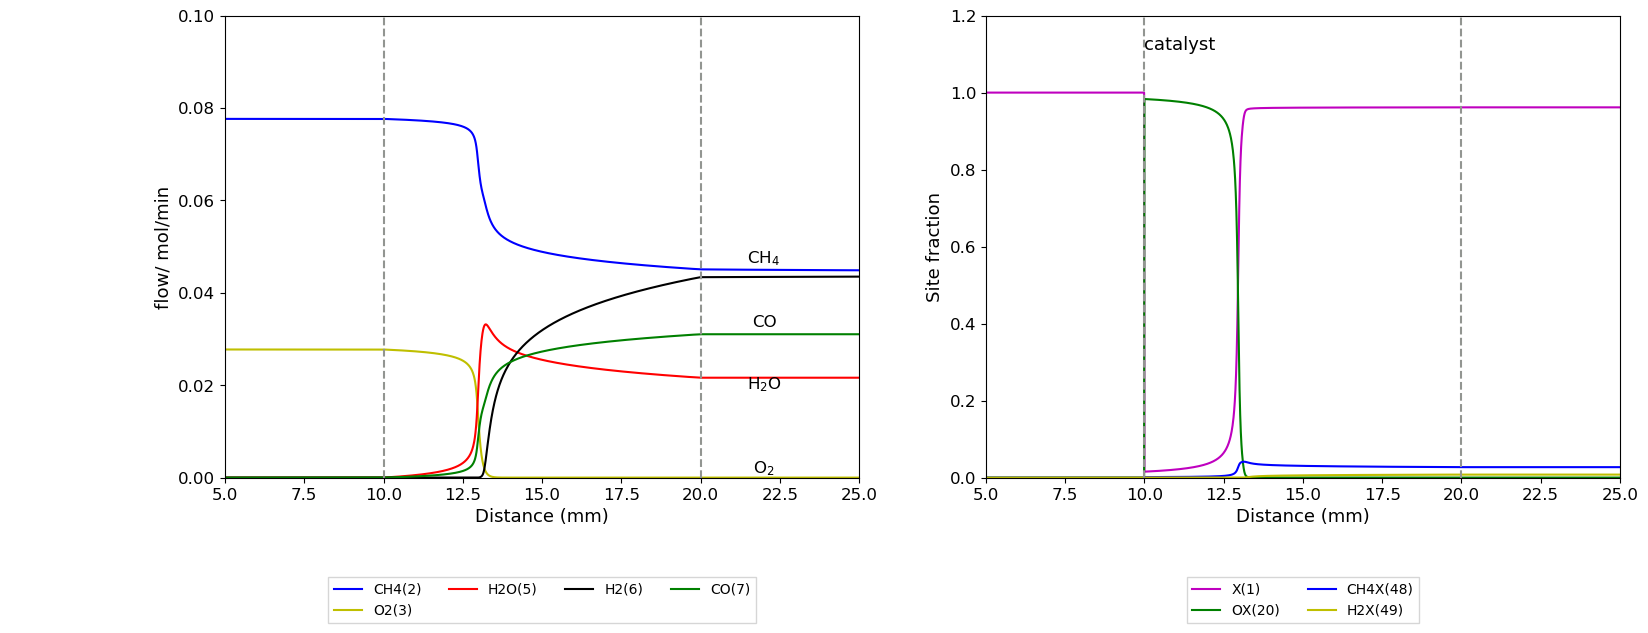 0.10
0.08
0.06
0.04
0.02
0.00
flow/ mol/min
CH₄
CO
H₂O
O₂
5.0 7.5 10.0 12.5 15.0 17.5 20.0 22.5 25.0
Distance (mm)
CH4(2) H2O(5) H2(6) CO(7)
O2(3)
1.2
1.0
0.8
0.6
0.4
0.2
0.0
Site fraction
catalyst
5.0 7.5 10.0 12.5 15.0 17.5 20.0 22.5 25.0
Distance (mm)
X(1) CH4X(48)
OX(20) H2X(49)